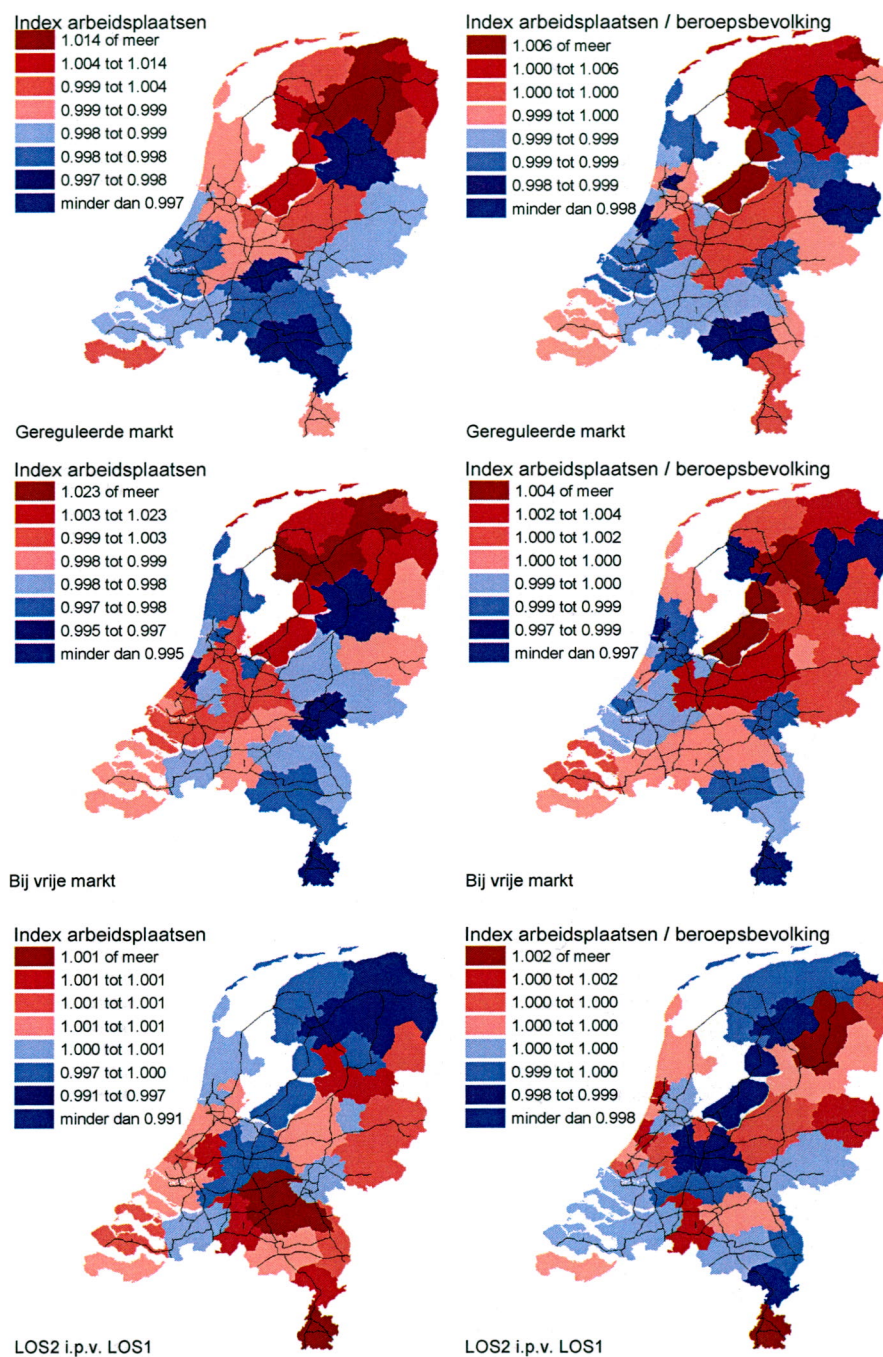 Index arbeidsplaatsen
1.014 of meer
1.004 tot 1.014
0.999 tot 1.004
0.999 tot 0.999
0.998 tot 0.999
0.998 tot 0.998
0.997 tot 0.998
minder dan 0.997
Gereguleerde markt
Index arbeidsplaatsen / beroepsbevolking
1.006 of meer
1.000 tot 1.006
1.000 tot 1.000
0.999 tot 1.000
0.999 tot 0.999
0.999 tot 0.999
0.998 tot 0.999
minder dan 0.998
Gereguleerde markt
Index arbeidsplaatsen
1.023 of meer
1.003 tot 1.023
0.999 tot 1.003
0.998 tot 0.999
0.998 tot 0.998
0.997 tot 0.998
0.995 tot 0.997
minder dan 0.995
Bij vrije markt
Index arbeidsplaatsen / beroepsbevolking
1.004 of meer
1.002 tot 1.004
1.000 tot 1.002
1.000 tot 1.000
0.999 tot 1.000
0.999 tot 0.999
0.997 tot 0.999
minder dan 0.997
Bij vrije markt
Index arbeidsplaatsen
1.001 of meer
1.001 tot 1.001
1.001 tot 1.001
1.001 tot 1.001
1.000 tot 1.001
0.997 tot 1.000
0.991 tot 0.997
minder dan 0.991
LOS2 i.p.v. LOS1
Index arbeidsplaatsen / beroepsbevolking
1.002 of meer
1.000 tot 1.002
1.000 tot 1.000
1.000 tot 1.000
1.000 tot 1.000
0.999 tot 1.000
0.998 tot 0.999
minder dan 0.998
LOS2 i.p.v. LOS1